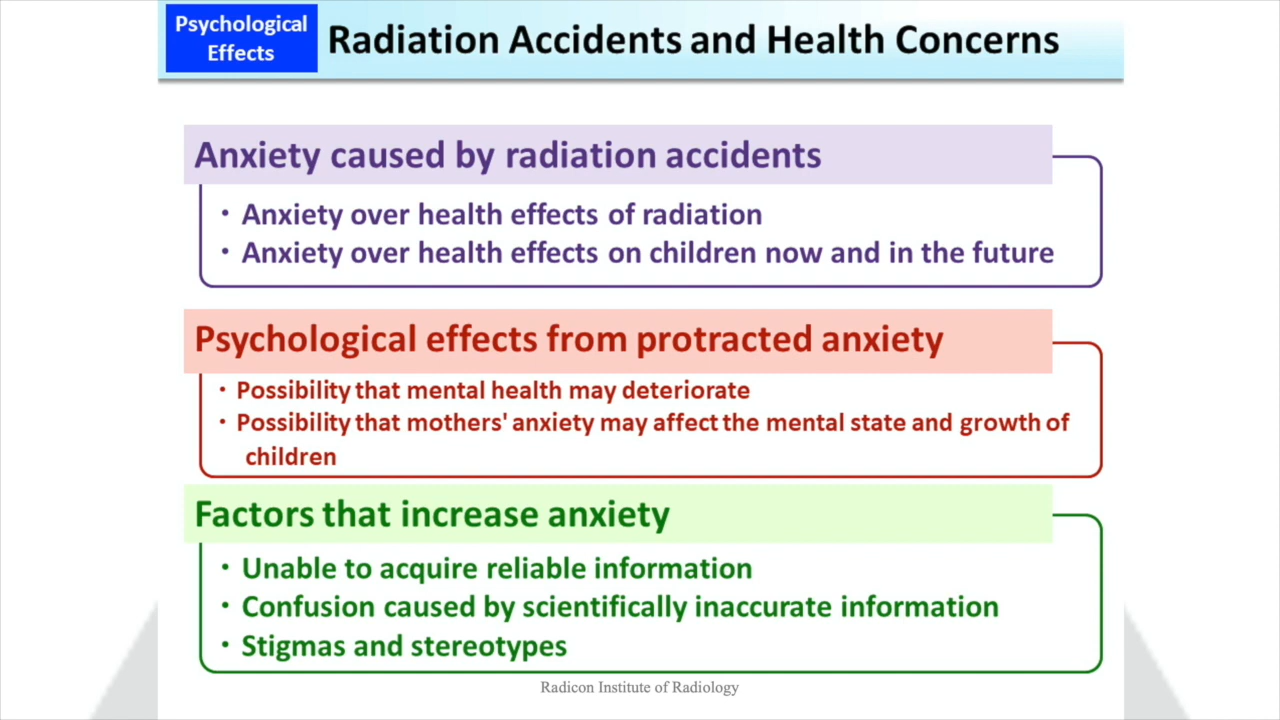 Psychological
Effects
Radiation Accidents and Health Concerns
Anxiety caused by radiation accidents
・Anxiety over health effects of radiation
・Anxiety over health effects on children now and in the future
Psychological effects from protracted anxiety
・Possibility that mental health may deteriorate
・Possibility that mothers' anxiety may affect the mental state and growth of
children
Factors that increase anxiety
・Unable to acquire reliable information
・Confusion caused by scientifically inaccurate information
・Stigmas and stereotypes
Radicon Institute of Radiology